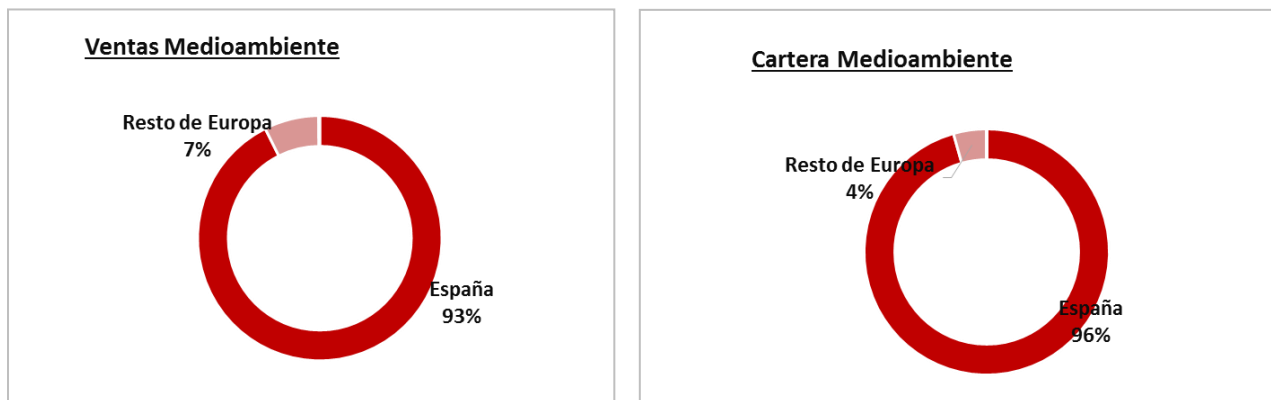 Ventas Medioambiente
Resto de Europa
7%
España
93%
Cartera Medioambiente
Resto de Europa
4%
España
96%